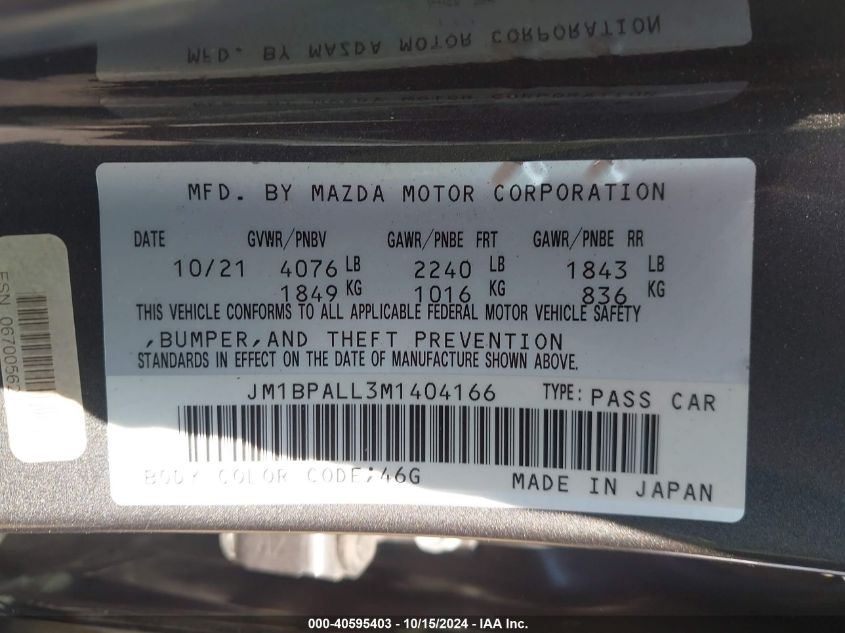 MFD. BY MAZDA MOTOR CORPORATION
MFD. BY MAZDA MOTOR CORPORATION
DATE GVWR/PNBV GAWR/PNBE FRT GAWR/PNBE RR
10/21 4076 LB 2240 LB 1843 LB
1849 KG 1016 KG 836 KG
THIS VEHICLE CONFORMS TO ALL APPLICABLE FEDERAL MOTOR VEHICLE SAFETY
,BUMPER,AND THEFT PREVENTION
STANDARDS IN EFFECT ON THE DATE OF MANUFACTURE SHOWN ABOVE.
JM1BPALL3M1404166 TYPE: PASS CAR
BODY COLOR CODE;46G MADE IN JAPAN
ESN 0670056
000-40595403 - 10/15/2024 - IAA Inc.